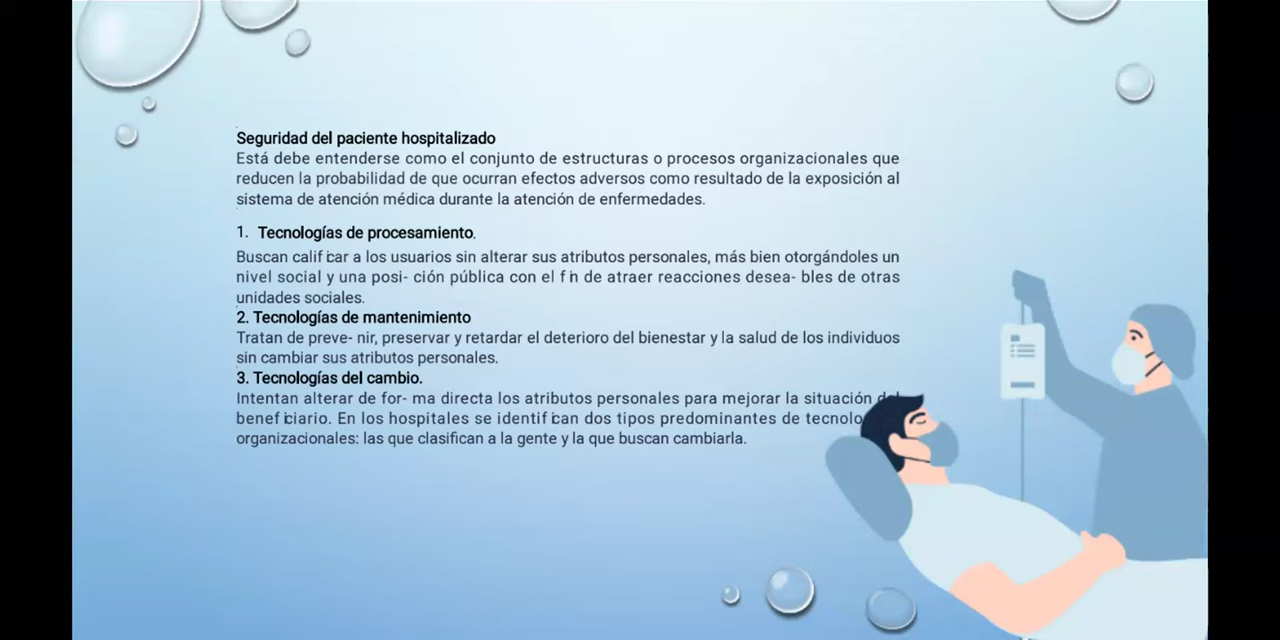 Seguridad del paciente hospitalizado
Está debe entenderse como el conjunto de estructuras o procesos organizacionales que
reducen la probabilidad de que ocurran efectos adversos como resultado de la exposición al
sistema de atención médica durante la atención de enfermedades.
1. Tecnologías de procesamiento.
Buscan calificar a los usuarios sin alterar sus atributos personales, más bien otorgándoles un
nivel social y una posi- ción pública con el fin de atraer reacciones desea- bles de otras
unidades sociales.
2. Tecnologías de mantenimiento
Tratan de preve- nir, preservar y retardar el deterioro del bienestar y la salud de los individuos
sin cambiar sus atributos personales.
3. Tecnologías del cambio.
Intentan alterar de for- ma directa los atributos personales para mejorar la situación
beneficiario. En los hospitales se identifican dos tipos predominantes de
organizacionales: las que clasifican a la gente y la que buscan cambiarla.